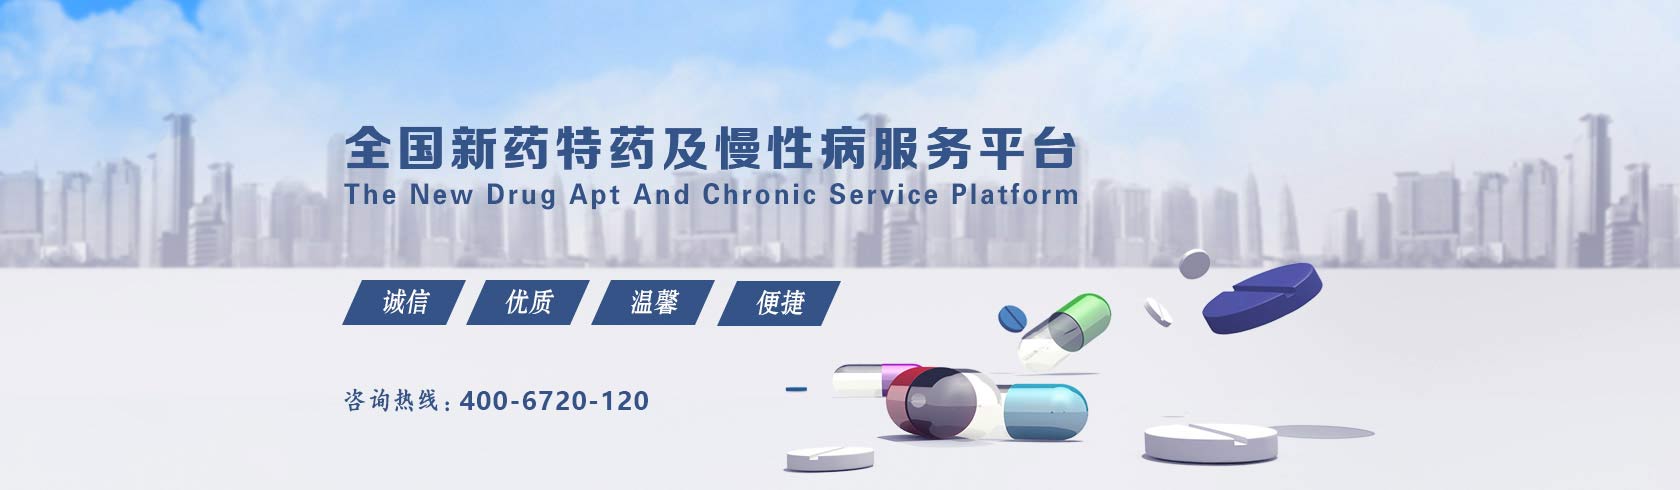 全国新药特药及慢性病服务平台
The New Drug Apt And Chronic Service Platform
诚信 优质 温馨 便捷
咨询热线：400-6720-120